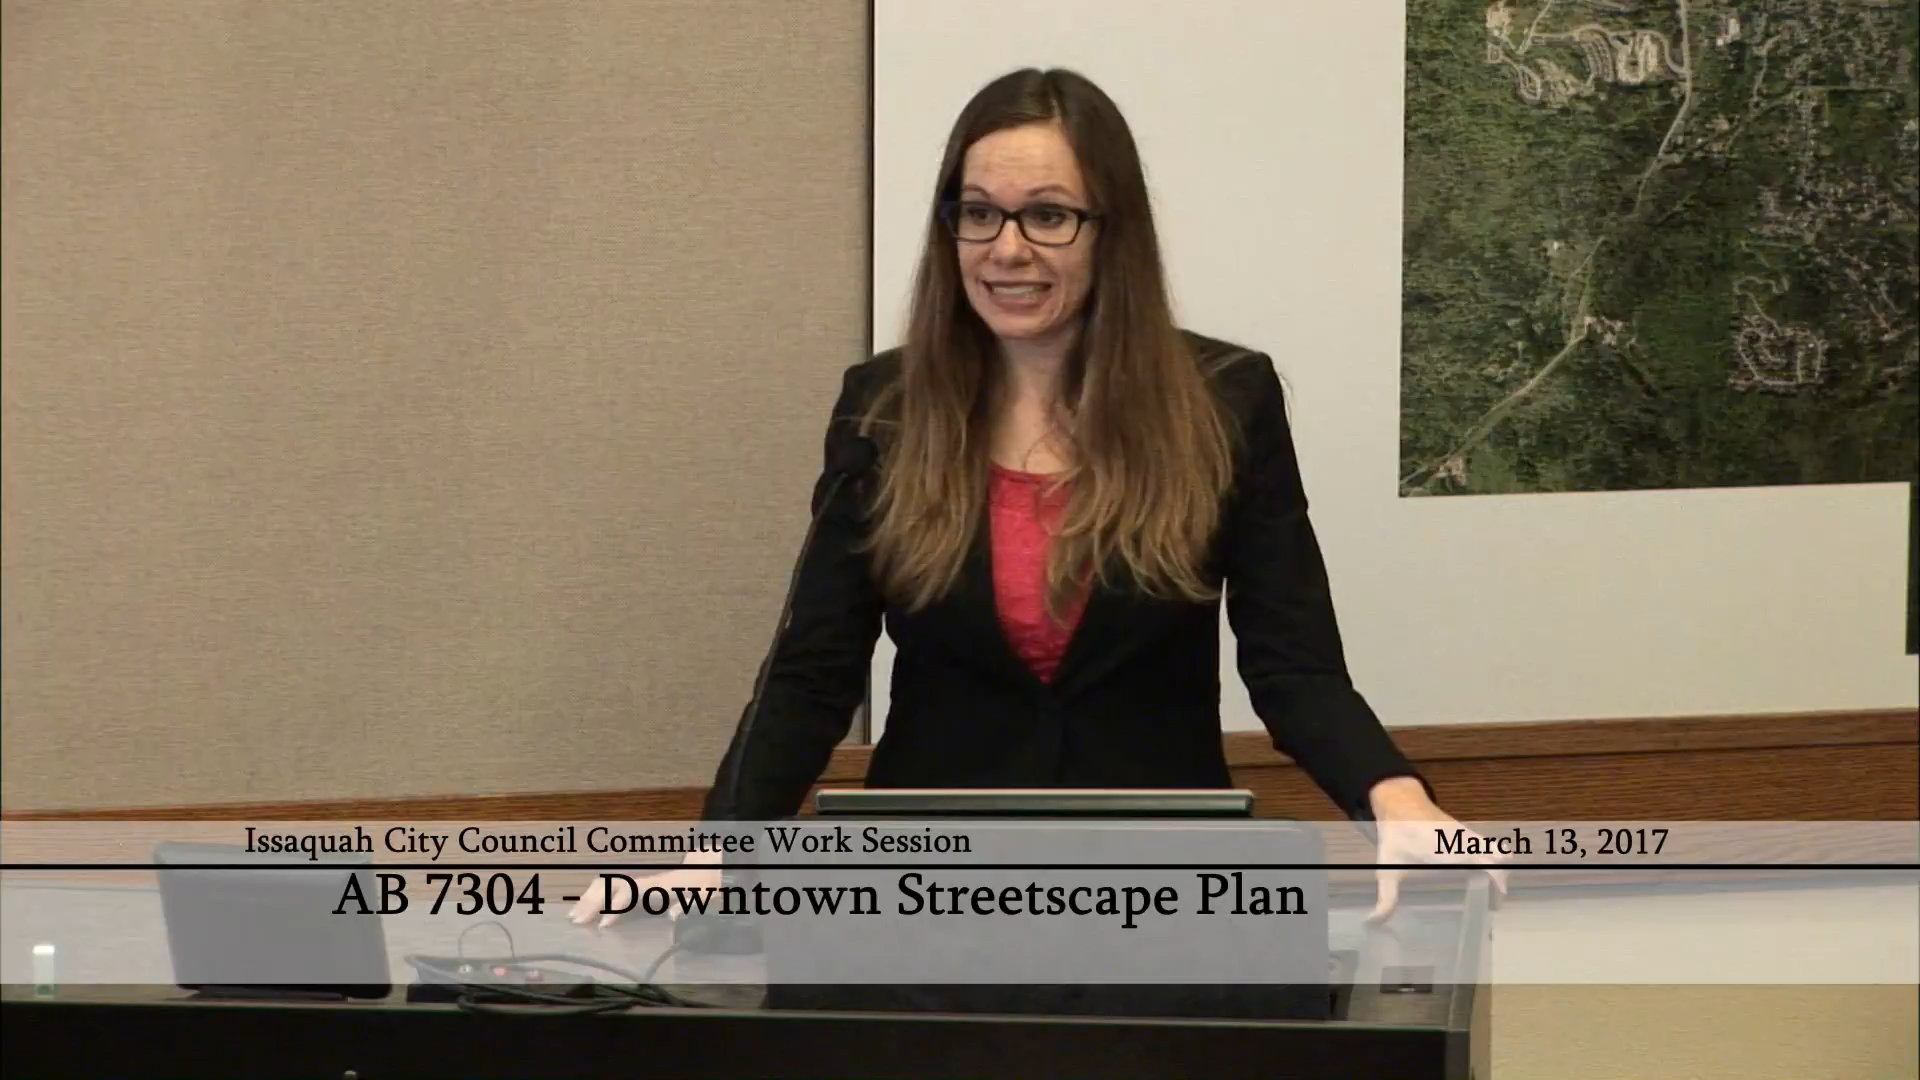 Issaquah City Council Committee Work Session
March 13, 2017
AB 7304 - Downtown Streetscape Plan